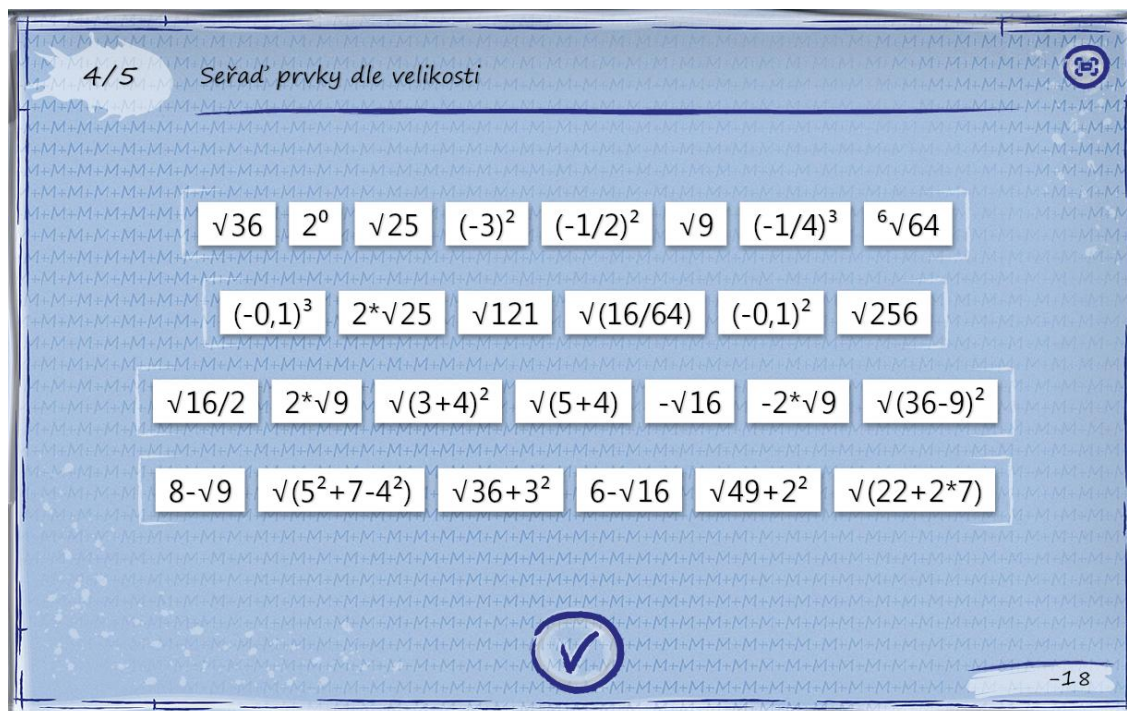 4/5 Seřaď prvky dle velikosti
√36 2⁰ √25 (-3)² (-1/2)² √9 (-1/4)³ ⁶√64
(-0,1)³ 2*√25 √121 √(16/64) (-0,1)² √256
√16/2 2*√9 √(3+4)² √(5+4) -√16 -2*√9 √(36-9)²
8-√9 √(5²+7-4²) √36+3² 6-√16 √49+2² √(22+2*7)
-18